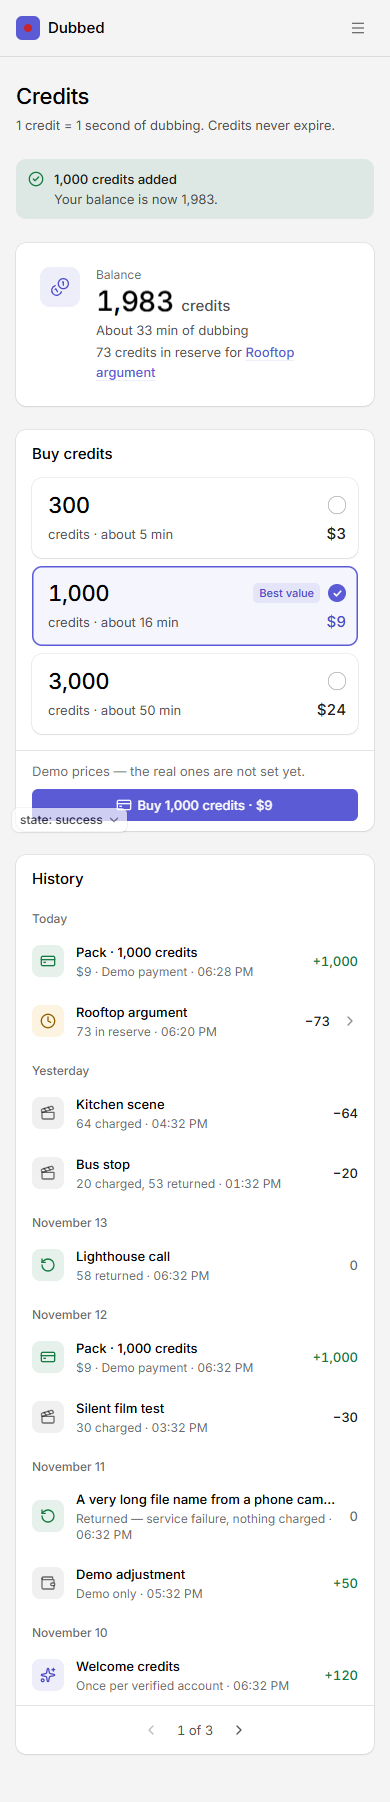 Dubbed
Credits
1 credit = 1 second of dubbing. Credits never expire.
1,000 credits added
Your balance is now 1,983.
Balance
1,983 credits
About 33 min of dubbing
73 credits in reserve for Rooftop
argument
Buy credits
300
credits · about 5 min
$3
1,000
Best value
credits · about 16 min
$9
3,000
credits · about 50 min
$24
Demo prices — the real ones are not set yet.
Buy 1,000 credits · $9
state: success
History
Today
Pack · 1,000 credits
$9 · Demo payment · 06:28 PM
+1,000
Rooftop argument
73 in reserve · 06:20 PM
−73
Yesterday
Kitchen scene
64 charged · 04:32 PM
−64
Bus stop
20 charged, 53 returned · 01:32 PM
−20
November 13
Lighthouse call
58 returned · 06:32 PM
0
November 12
Pack · 1,000 credits
$9 · Demo payment · 06:32 PM
+1,000
Silent film test
30 charged · 03:32 PM
−30
November 11
A very long file name from a phone cam...
Returned — service failure, nothing charged ·
06:32 PM
0
Demo adjustment
Demo only · 05:32 PM
+50
November 10
Welcome credits
Once per verified account · 06:32 PM
+120
1 of 3